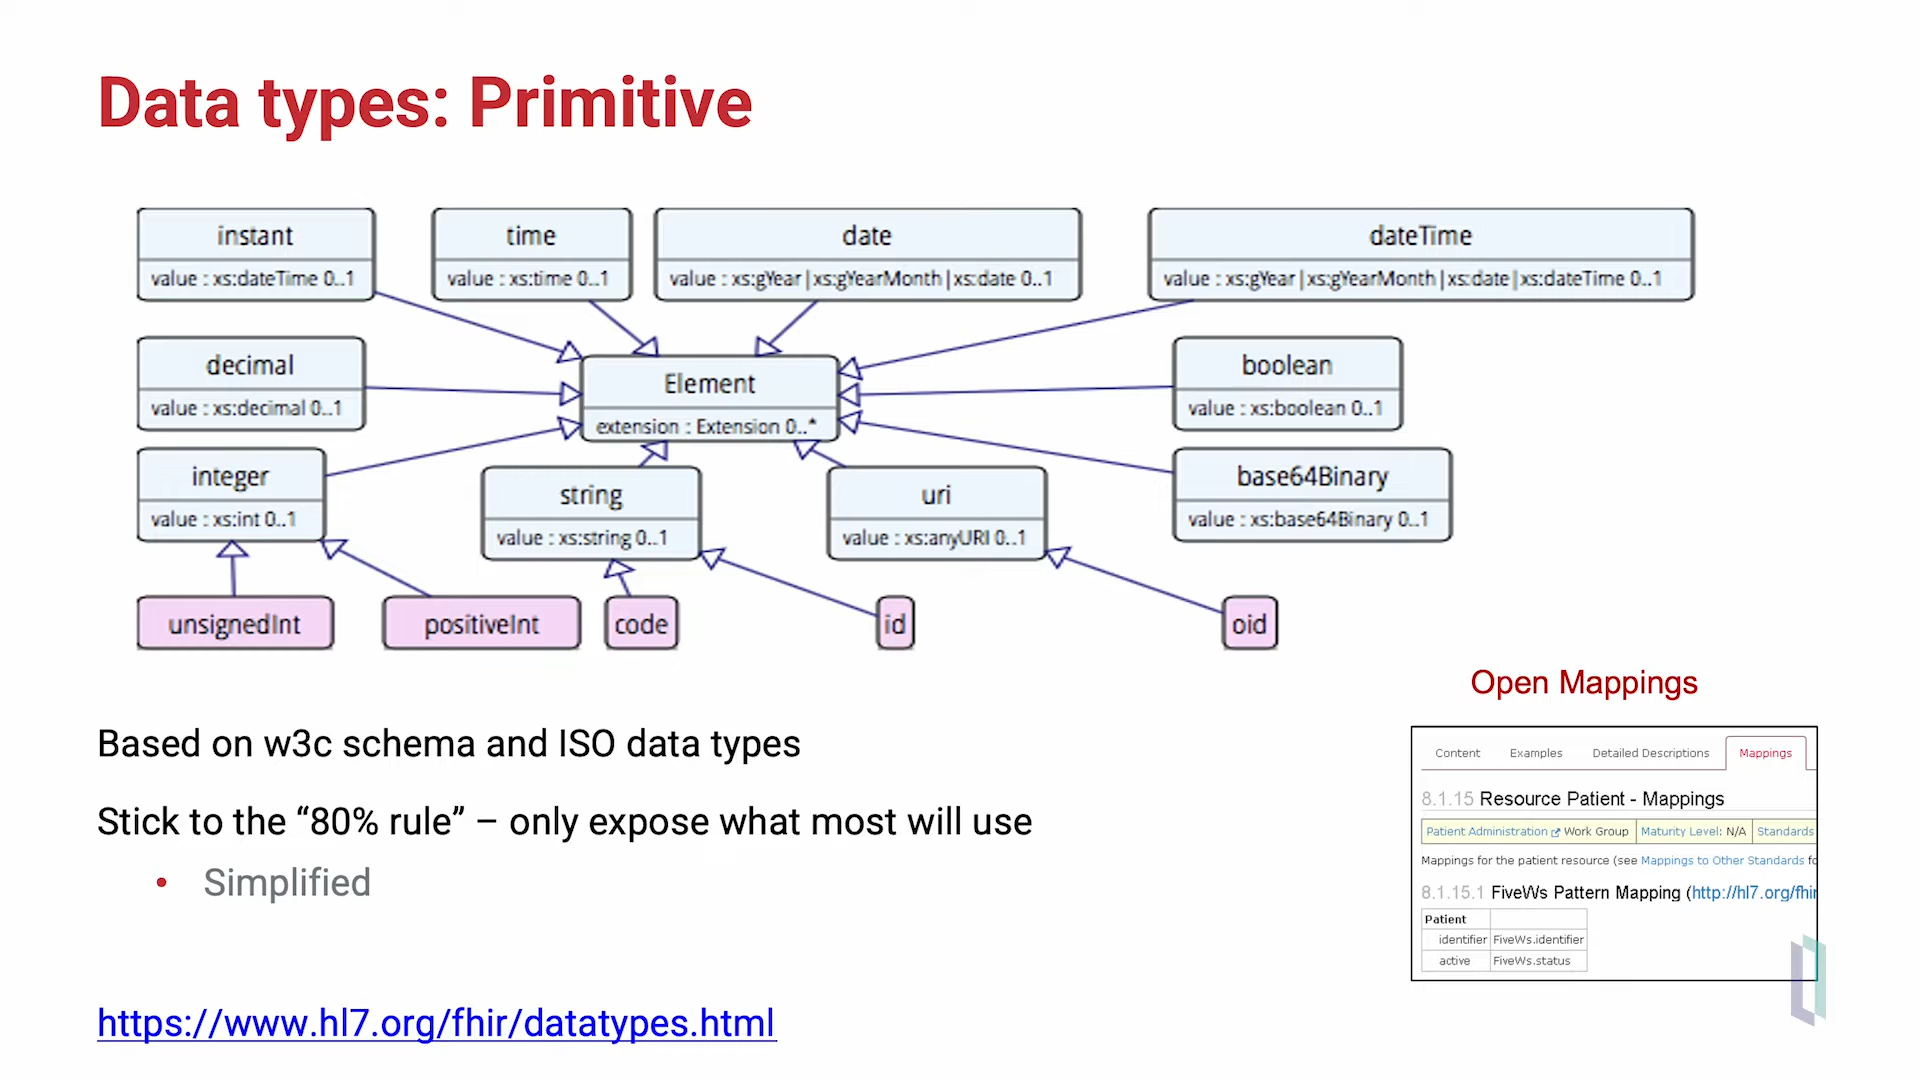 Data types: Primitive
instant
value : xs:dateTime 0..1
time
value : xs:time 0..1
date
value : xs:gYear|xs:gYearMonth|xs:date 0..1
dateTime
value : xs:gYear|xs:gYearMonth|xs:date|xs:dateTime 0..1
decimal
value : xs:decimal 0..1
Element
extension : Extension 0..*
boolean
value : xs:boolean 0..1
integer
value : xs:int 0..1
string
value : xs:string 0..1
uri
value : xs:anyURI 0..1
base64Binary
value : xs:base64Binary 0..1
unsignedInt
positiveInt
code
id
oid
Open Mappings
Based on w3c schema and ISO data types
Stick to the “80% rule” – only expose what most will use
• Simplified
https://www.hl7.org/fhir/datatypes.html
Content Examples Detailed Descriptions Mappings
8.1.15 Resource Patient - Mappings
Patient Administration Work Group Maturity Level: N/A Standards
Mappings for the patient resource (see Mappings to Other Standards fo
8.1.15.1 FiveWs Pattern Mapping (http://hl7.org/fhir
Patient
identifier FiveWs.identifier
active FiveWs.status